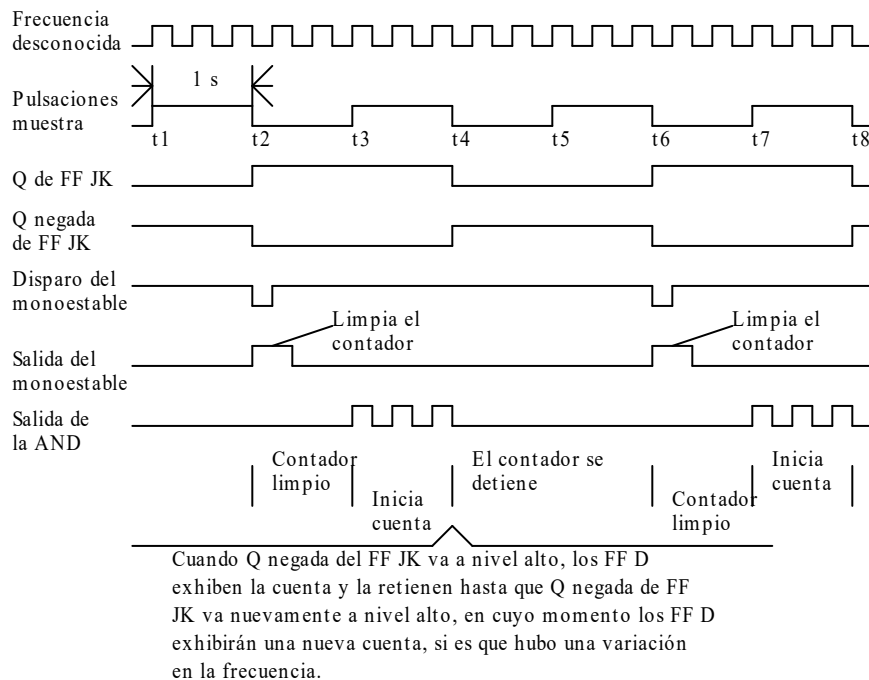 Frecuencia
desconocida
1 s
Pulsaciones
muestra
t1 t2 t3 t4 t5 t6 t7 t8
Q de FF JK
Q negada
de FF JK
Disparo del
monoestable
Limpia el
contador
Limpia el
contador
Salida del
monoestable
Salida de
la AND
Contador
limpio
Inicia
cuenta
El contador se
detiene
Contador
limpio
Inicia
cuenta
Cuando Q negada del FF JK va a nivel alto, los FF D
exhiben la cuenta y la retienen hasta que Q negada de FF
JK va nuevamente a nivel alto, en cuyo momento los FF D
exhibirán una nueva cuenta, si es que hubo una variación
en la frecuencia.